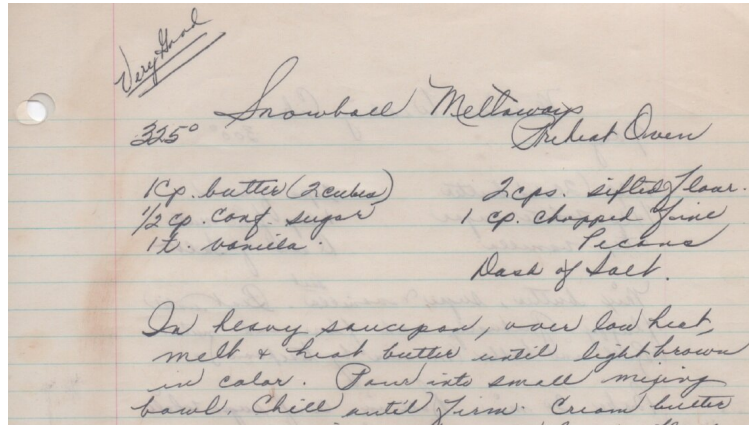 Very Good
Snowball Meltaways
325° Preheat Oven
1 Cp. butter (2 cubes) 2 cps. sifted flour.
1/2 cp. Conf. sugar 1 cp. chopped fine
1 t. vanilla. Pecans
Dash of Salt.
In heavy saucepan, over low heat,
melt & heat butter until light brown
in color. Pour into small mixing
bowl. Chill until firm. Cream butter